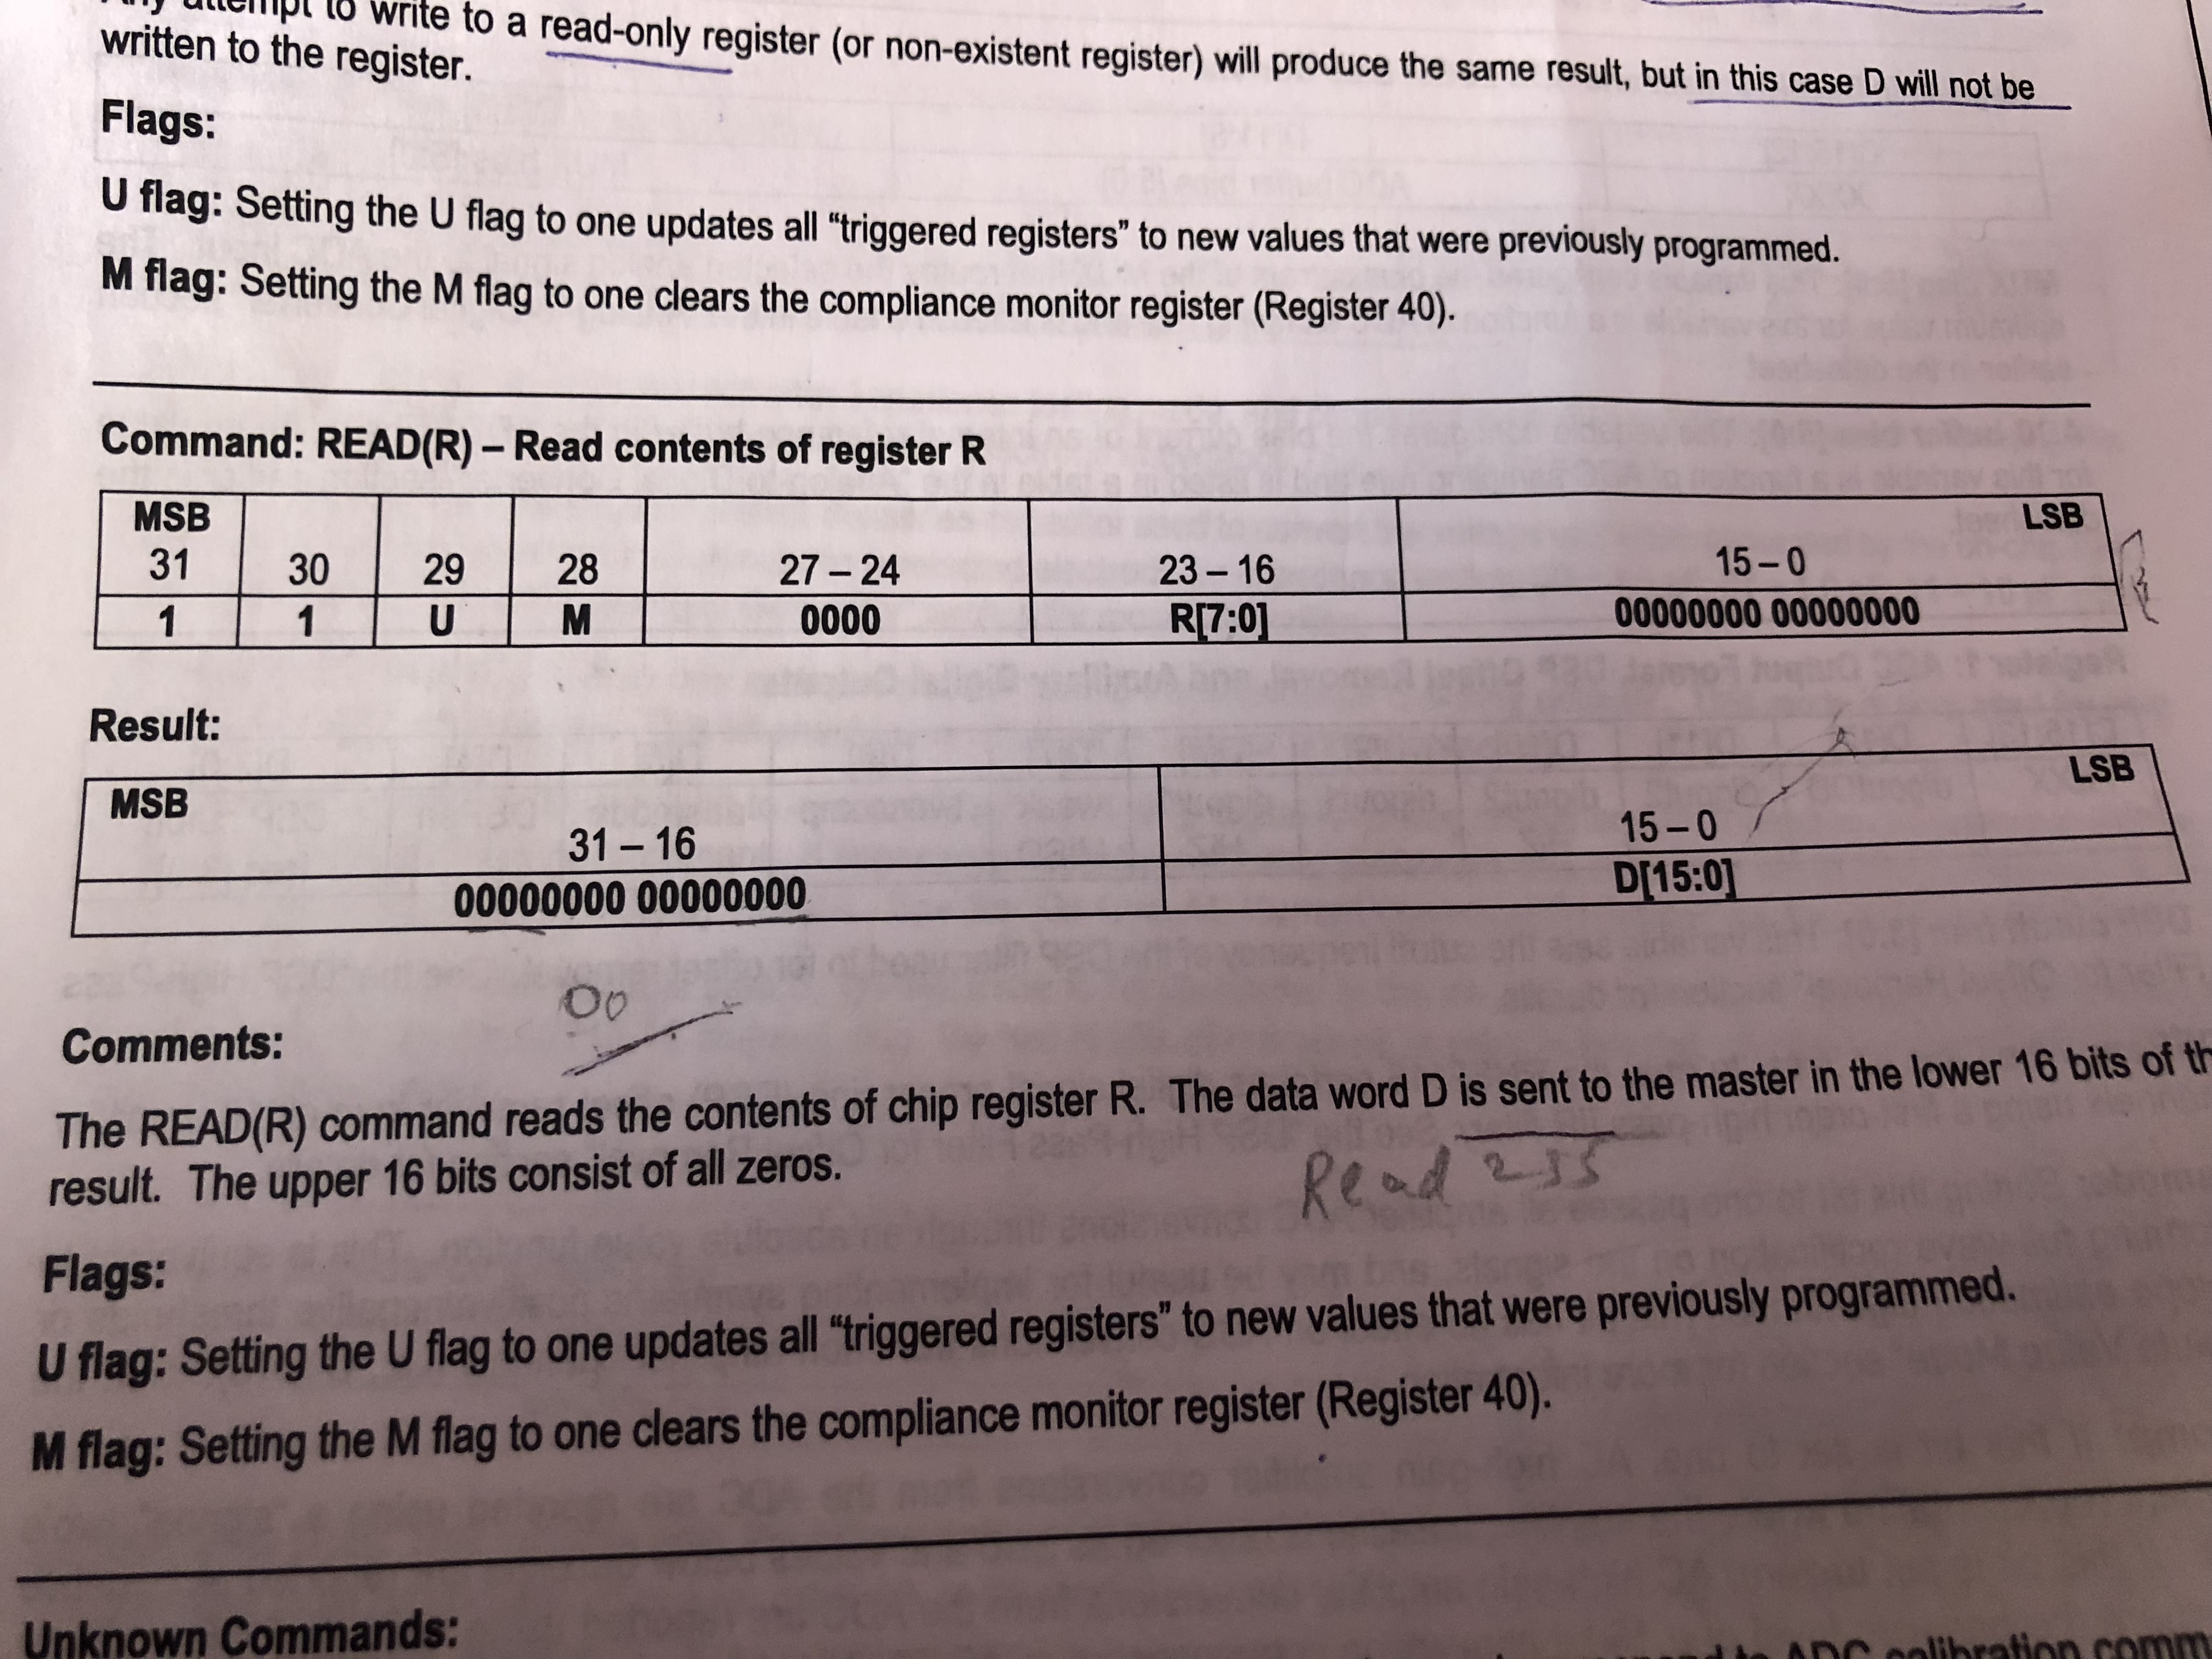 attempt to write to a read-only register (or non-existent register) will produce the same result, but in this case D will not be
written to the register.
Flags:
U flag: Setting the U flag to one updates all “triggered registers” to new values that were previously programmed.
M flag: Setting the M flag to one clears the compliance monitor register (Register 40).
Command: READ(R) – Read contents of register R
MSB LSB
31 30 29 28 27 – 24 23 – 16 15 – 0
1 1 U M 0000 R[7:0] 00000000 00000000
Result:
MSB LSB
31 – 16 15 – 0
00000000 00000000 D[15:0]
00
Comments:
The READ(R) command reads the contents of chip register R. The data word D is sent to the master in the lower 16 bits of
result. The upper 16 bits consist of all zeros.
Read 255
Flags:
U flag: Setting the U flag to one updates all “triggered registers” to new values that were previously programmed.
M flag: Setting the M flag to one clears the compliance monitor register (Register 40).
Unknown Commands:
ADC calibration